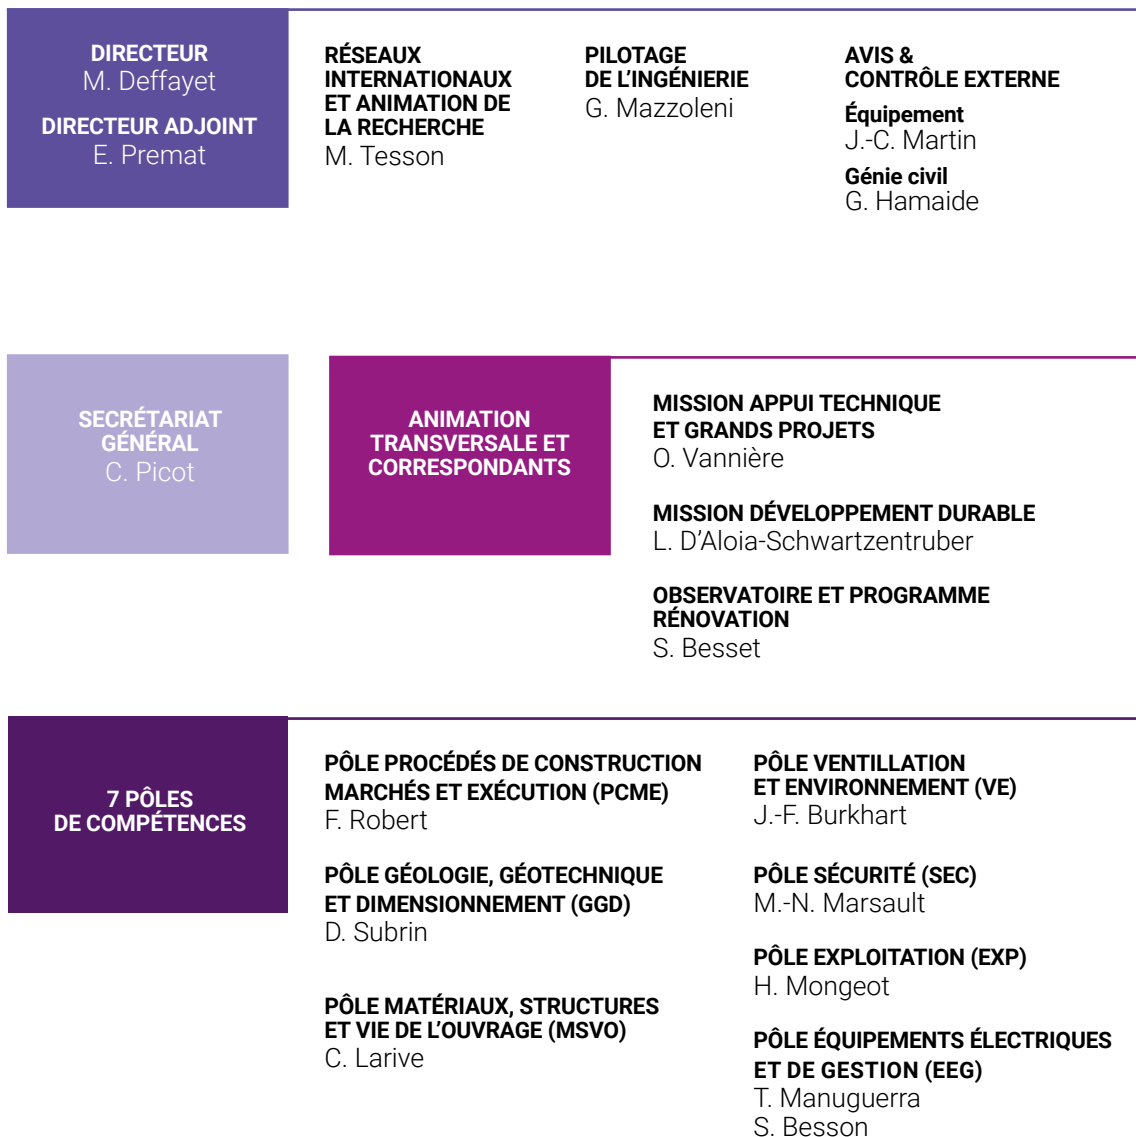 DIRECTEUR
M. Deffayet
DIRECTEUR ADJOINT
E. Premat
RÉSEAUX
INTERNATIONAUX
ET ANIMATION DE
LA RECHERCHE
M. Tesson
PILOTAGE
DE L'INGÉNIERIE
G. Mazzoleni
AVIS &
CONTRÔLE EXTERNE
Équipement
J.-C. Martin
Génie civil
G. Hamaide
SECRÉTARIAT
GÉNÉRAL
C. Picot
ANIMATION
TRANSVERSALE ET
CORRESPONDANTS
MISSION APPUI TECHNIQUE
ET GRANDS PROJETS
O. Vannière
MISSION DÉVELOPPEMENT DURABLE
L. D'Aloia-Schwartzentruber
OBSERVATOIRE ET PROGRAMME
RÉNOVATION
S. Besset
7 PÔLES
DE COMPÉTENCES
PÔLE PROCÉDÉS DE CONSTRUCTION
MARCHÉS ET EXÉCUTION (PCME)
F. Robert
PÔLE GÉOLOGIE, GÉOTECHNIQUE
ET DIMENSIONNEMENT (GGD)
D. Subrin
PÔLE MATÉRIAUX, STRUCTURES
ET VIE DE L'OUVRAGE (MSVO)
C. Larive
PÔLE VENTILLATION
ET ENVIRONNEMENT (VE)
J.-F. Burkhart
PÔLE SÉCURITÉ (SEC)
M.-N. Marsault
PÔLE EXPLOITATION (EXP)
H. Mongeot
PÔLE ÉQUIPEMENTS ÉLECTRIQUES
ET DE GESTION (EEG)
T. Manuguerra
S. Besson